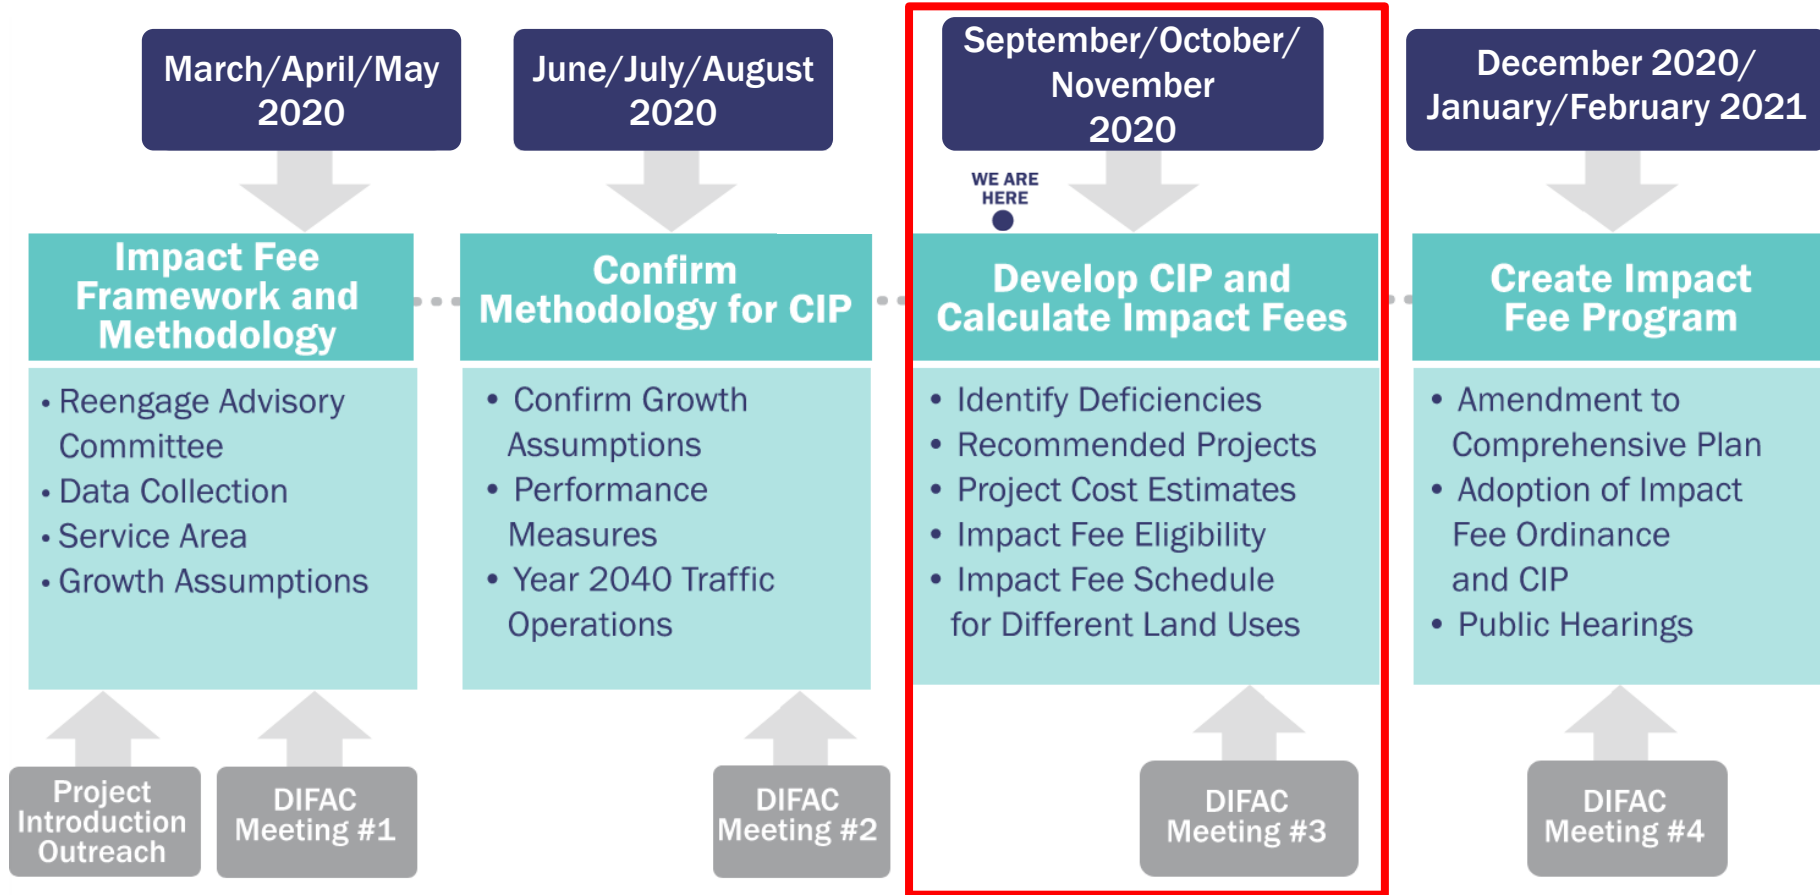 March/April/May
2020
Impact Fee
Framework and
Methodology
• Reengage Advisory
Committee
• Data Collection
• Service Area
• Growth Assumptions
Project
Introduction
Outreach
DIFAC
Meeting #1
June/July/August
2020
Confirm
Methodology for CIP
• Confirm Growth
Assumptions
• Performance
Measures
• Year 2040 Traffic
Operations
DIFAC
Meeting #2
September/October/
November
2020
WE ARE
HERE
Develop CIP and
Calculate Impact Fees
• Identify Deficiencies
• Recommended Projects
• Project Cost Estimates
• Impact Fee Eligibility
• Impact Fee Schedule
for Different Land Uses
DIFAC
Meeting #3
December 2020/
January/February 2021
Create Impact
Fee Program
• Amendment to
Comprehensive Plan
• Adoption of Impact
Fee Ordinance
and CIP
• Public Hearings
DIFAC
Meeting #4